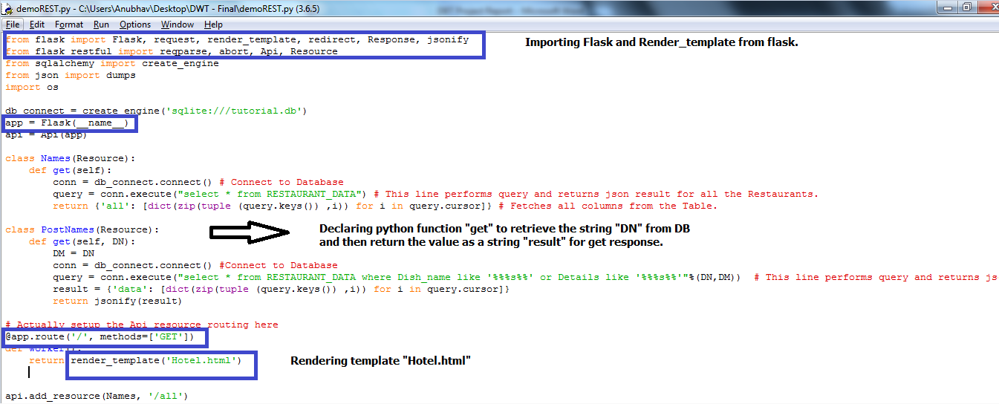 demoREST.py - C:\Users\Anubhav\Desktop\DWT - Final\demoREST.py (3.6.5)
File Edit Format Run Options Window Help
from flask import Flask, request, render_template, redirect, Response, jsonify
Importing Flask and Render_template from flask.
from flask_restful import reqparse, abort, Api, Resource
from sqlalchemy import create_engine
from json import dumps
import os
db_connect = create_engine('sqlite:///tutorial.db')
app = Flask(__name__)
api = Api(app)
class Names(Resource):
    def get(self):
        conn = db_connect.connect() # Connect to Database
        query = conn.execute("select * from RESTAURANT_DATA") # This line performs query and returns json result for all the Restaurants.
        return {'all': [dict(zip(tuple (query.keys()) ,i)) for i in query.cursor]} # Fetches all columns from the Table.
class PostNames(Resource):
Declaring python function "get" to retrieve the string "DN" from DB
and then return the value as a string "result" for get response.
    def get(self, DN):
        DM = DN
        conn = db_connect.connect() #Connect to Database
        query = conn.execute("select * from RESTAURANT_DATA where Dish_name like '%%%s%%' or Details like '%%%s%%'"%(DN,DM))  # This line performs query and returns js
        result = {'data': [dict(zip(tuple (query.keys()) ,i)) for i in query.cursor]}
        return jsonify(result)
# Actually setup the Api resource routing here
@app.route('/', methods=['GET'])
def worker():
    return render_template('Hotel.html')
Rendering template "Hotel.html"
api.add_resource(Names, '/all')